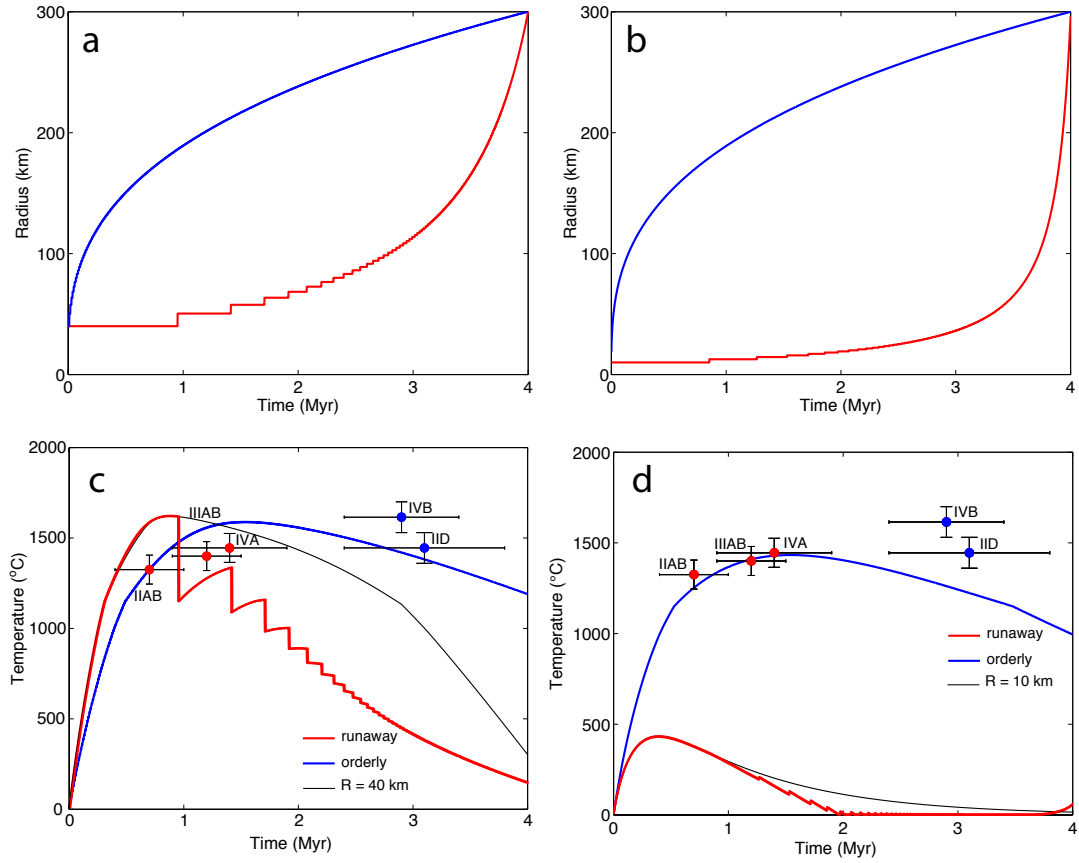 a
300
200
100
0
Radius (km)
0 1 2 3 4
Time (Myr)
b
300
200
100
0
Radius (km)
0 1 2 3 4
Time (Myr)
c
2000
1500
1000
500
0
Temperature (°C)
IIAB
IIIAB
IVA
IVB
IID
runaway
orderly
R = 40 km
0 1 2 3 4
Time (Myr)
d
2000
1500
1000
500
0
Temperature (°C)
IIAB
IIIAB
IVA
IVB
IID
runaway
orderly
R = 10 km
0 1 2 3 4
Time (Myr)